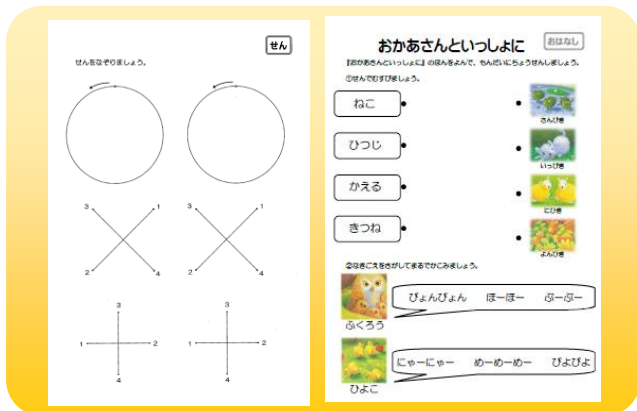 せん
せんをなぞりましょう。
3 1 3 1
2 4 2 4
3 3
1 2 1 2
4 4
おかあさんといっしょに
おはなし
『おかあさんといっしょに』のほんをよんで、もんだいにちょうせんしましょう。
①せんでむすびましょう。
ねこ
さんびき
ひつじ
いっぴき
かえる
にひき
きつね
よんひき
②なきごえをさがしてまるでかこみましょう。
ぴょんぴょん ほーほー ぶーぶー
ふくろう
にゃーにゃー めーめーめー ぴよぴよ
ひよこ